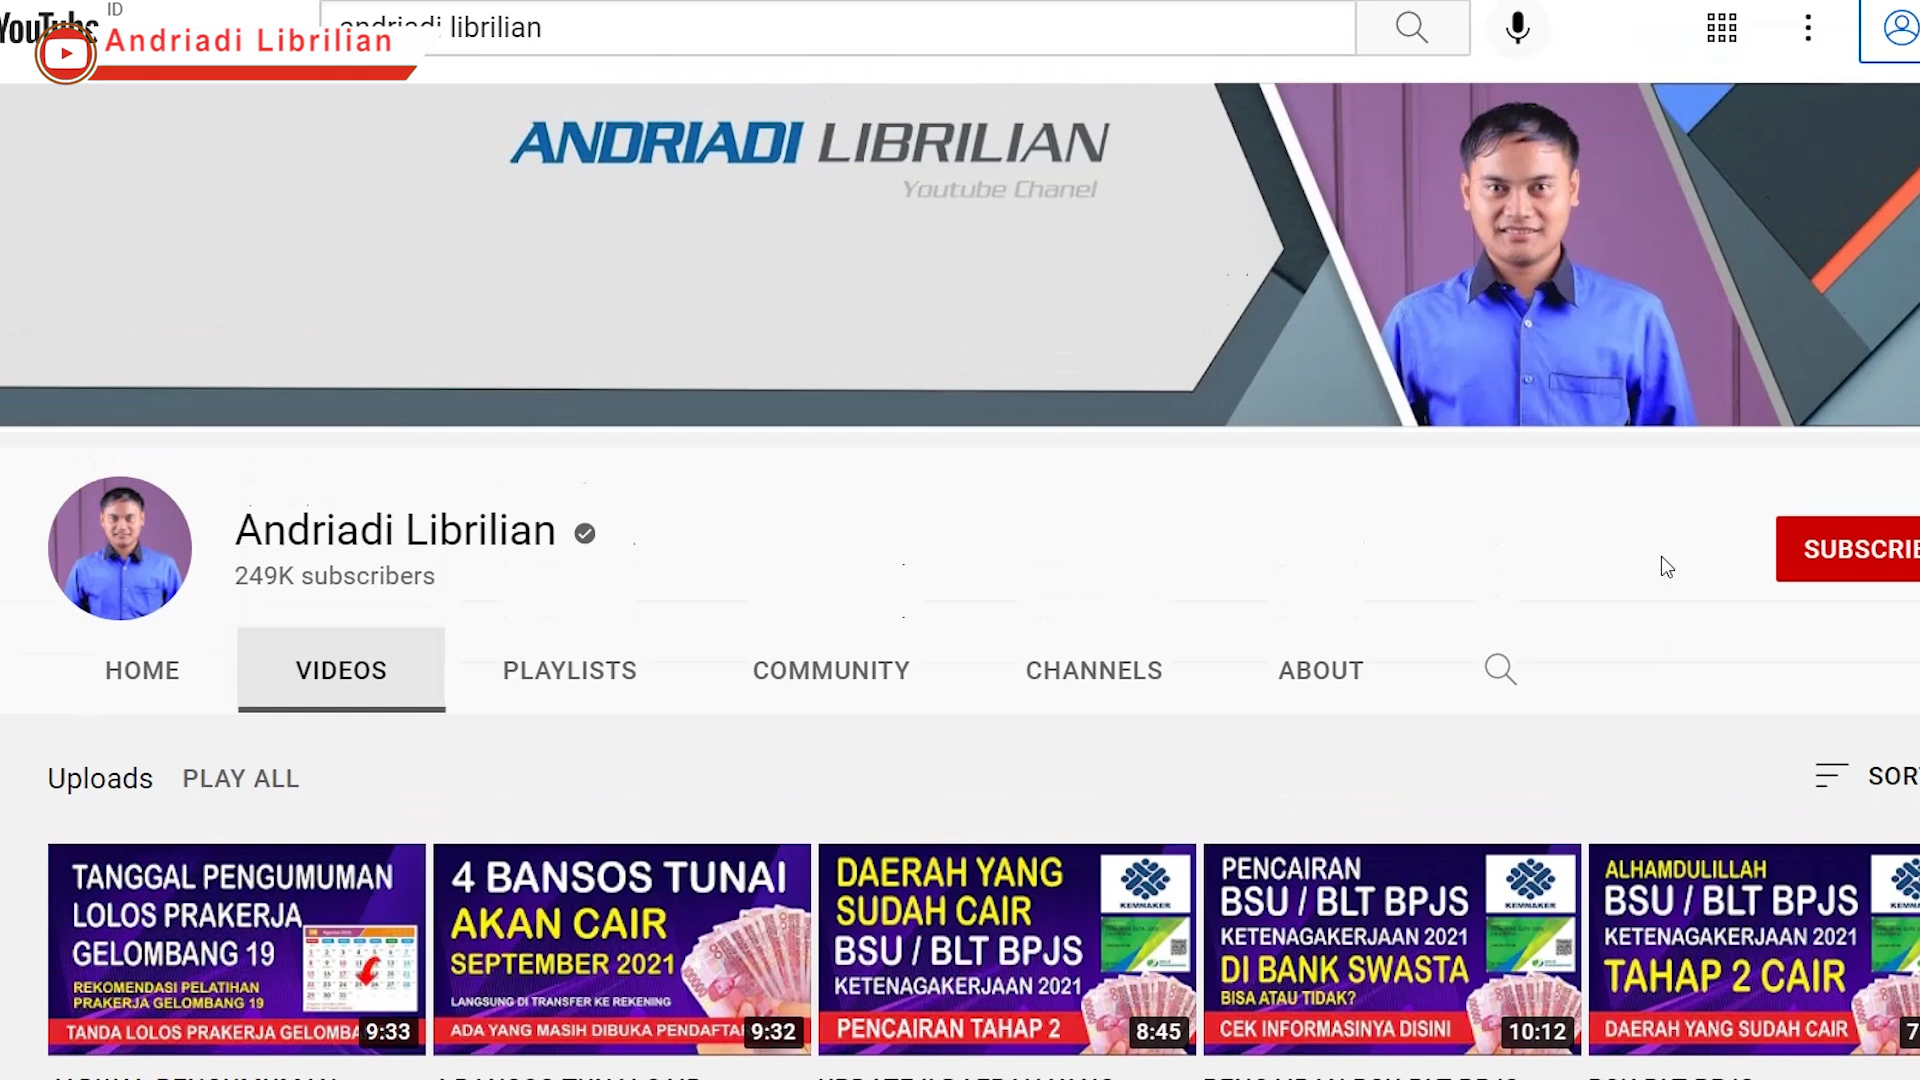 ID
Andriadi Librilian
andriadi librilian
ANDRIADI LIBRILIAN
Youtube Chanel
Andriadi Librilian
249K subscribers
HOME VIDEOS PLAYLISTS COMMUNITY CHANNELS ABOUT
Uploads PLAY ALL
TANGGAL PENGUMUMAN
LOLOS PRAKERJA
GELOMBANG 19
REKOMENDASI PELATIHAN
PRAKERJA GELOMBANG 19
TANDA LOLOS PRAKERJA
9:33
4 BANSOS TUNAI
AKAN CAIR
SEPTEMBER 2021
LANGSUNG DI TRANSFER KE REKENING
ADA YANG MASIH DIBUKA
9:32
DAERAH YANG
SUDAH CAIR
BSU / BLT BPJS
KETENAGAKERJAAN 2021
PENCAIRAN TAHAP 2
KEMNAKER
8:45
PENCAIRAN
BSU / BLT BPJS
KETENAGAKERJAAN 2021
DI BANK SWASTA
BISA ATAU TIDAK?
CEK INFORMASINYA DISINI
KEMNAKER
10:12
ALHAMDULILLAH
BSU / BLT BPJS
KETENAGAKERJAAN 2021
TAHAP 2 CAIR
DAERAH YANG SUDAH CAIR